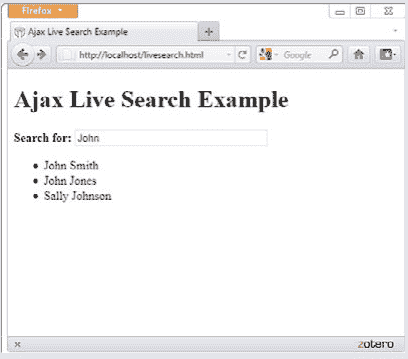 Firefox
Ajax Live Search Example
http://localhost/livesearch.html
Google
Ajax Live Search Example
Search for: John
John Smith
John Jones
Sally Johnson
x
zotero